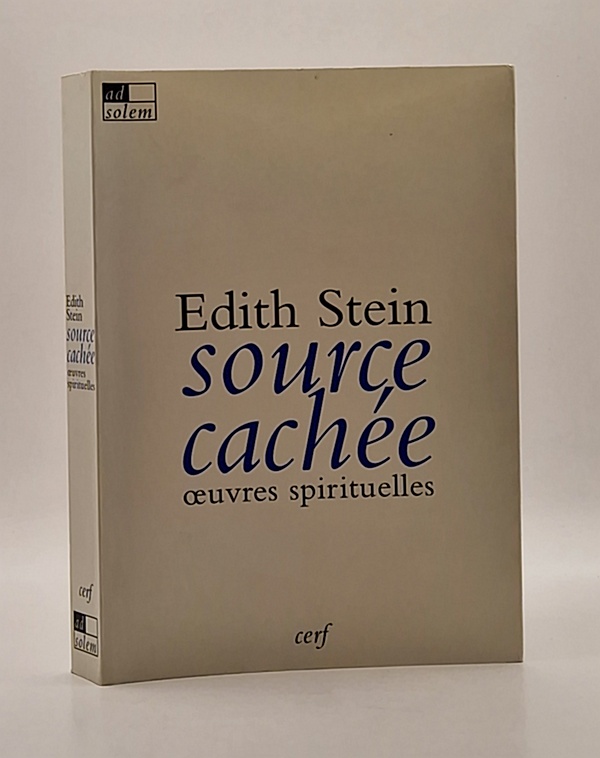 ad
solem
Edith Stein
source
cachée
œuvres spirituelles
cerf
Edith
Stein
source
cachée
œuvres
spirituelles
cerf
ad
solem